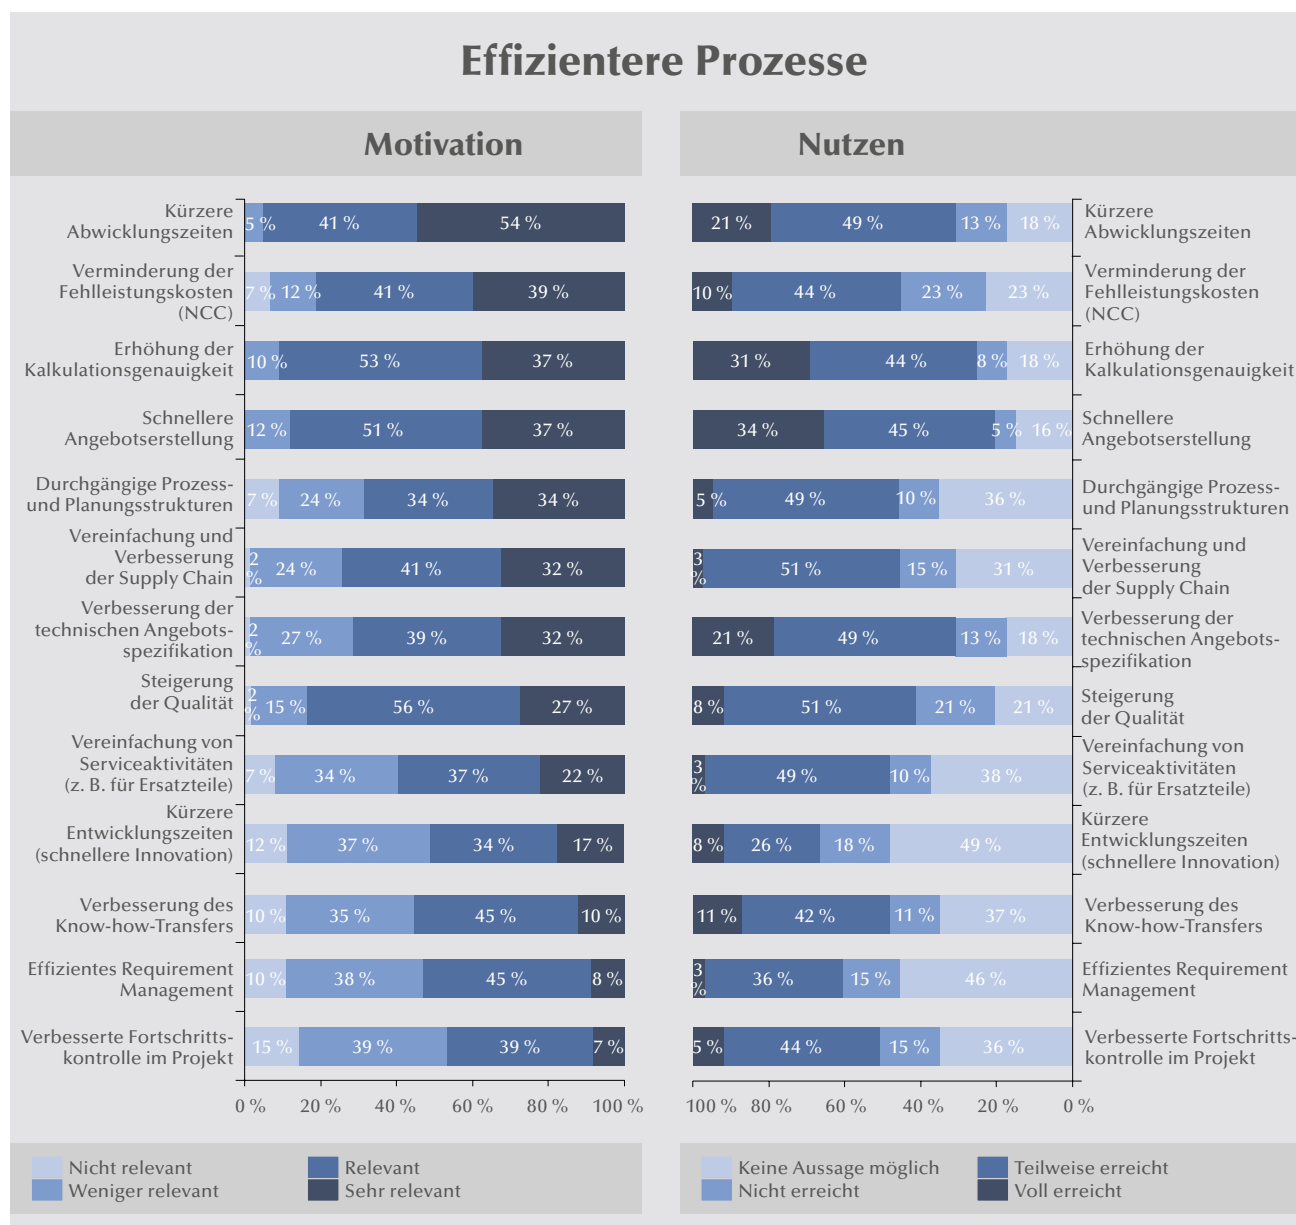 Effizientere Prozesse
Motivation
Kürzere
Abwicklungszeiten
5 % 41 % 54 %
Verminderung der
Fehlleistungskosten
(NCC)
7 % 12 % 41 % 39 %
Erhöhung der
Kalkulationsgenauigkeit
10 % 53 % 37 %
Schnellere
Angebotserstellung
12 % 51 % 37 %
Durchgängige Prozess-
und Planungsstrukturen
7 % 24 % 34 % 34 %
Vereinfachung und
Verbesserung
der Supply Chain
2 % 24 % 41 % 32 %
Verbesserung der
technischen Angebots-
spezifikation
2 % 27 % 39 % 32 %
Steigerung
der Qualität
2 % 15 % 56 % 27 %
Vereinfachung von
Serviceaktivitäten
(z. B. für Ersatzteile)
7 % 34 % 37 % 22 %
Kürzere
Entwicklungszeiten
(schnellere Innovation)
12 % 37 % 34 % 17 %
Verbesserung des
Know-how-Transfers
10 % 35 % 45 % 10 %
Effizientes Requirement
Management
10 % 38 % 45 % 8 %
Verbesserte Fortschritts-
kontrolle im Projekt
15 % 39 % 39 % 7 %
0 % 20 % 40 % 60 % 80 % 100 %
Nicht relevant
Weniger relevant
Relevant
Sehr relevant
Nutzen
21 % 49 % 13 % 18 %
Kürzere
Abwicklungszeiten
10 % 44 % 23 % 23 %
Verminderung der
Fehlleistungskosten
(NCC)
31 % 44 % 8 % 18 %
Erhöhung der
Kalkulationsgenauigkeit
34 % 45 % 5 % 16 %
Schnellere
Angebotserstellung
5 % 49 % 10 % 36 %
Durchgängige Prozess-
und Planungsstrukturen
3 % 51 % 15 % 31 %
Vereinfachung und
Verbesserung
der Supply Chain
21 % 49 % 13 % 18 %
Verbesserung der
technischen Angebots-
spezifikation
8 % 51 % 21 % 21 %
Steigerung
der Qualität
3 % 49 % 10 % 38 %
Vereinfachung von
Serviceaktivitäten
(z. B. für Ersatzteile)
8 % 26 % 18 % 49 %
Kürzere
Entwicklungszeiten
(schnellere Innovation)
11 % 42 % 11 % 37 %
Verbesserung des
Know-how-Transfers
3 % 36 % 15 % 46 %
Effizientes Requirement
Management
5 % 44 % 15 % 36 %
Verbesserte Fortschritts-
kontrolle im Projekt
100 % 80 % 60 % 40 % 20 % 0 %
Keine Aussage möglich
Nicht erreicht
Teilweise erreicht
Voll erreicht